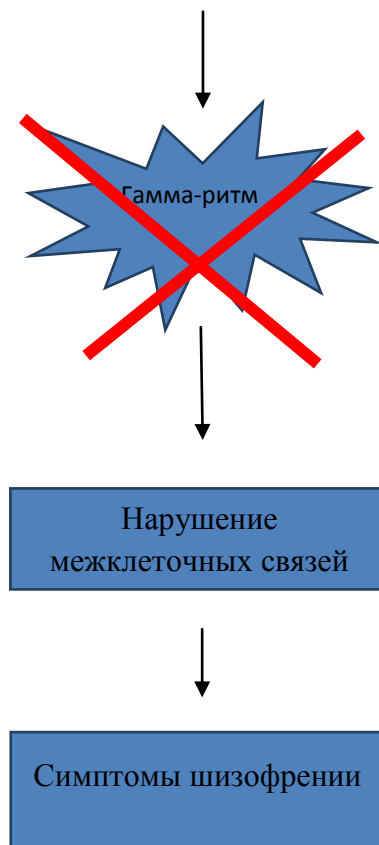 Гамма-ритм
Нарушение
межклеточных связей
Симптомы шизофрении